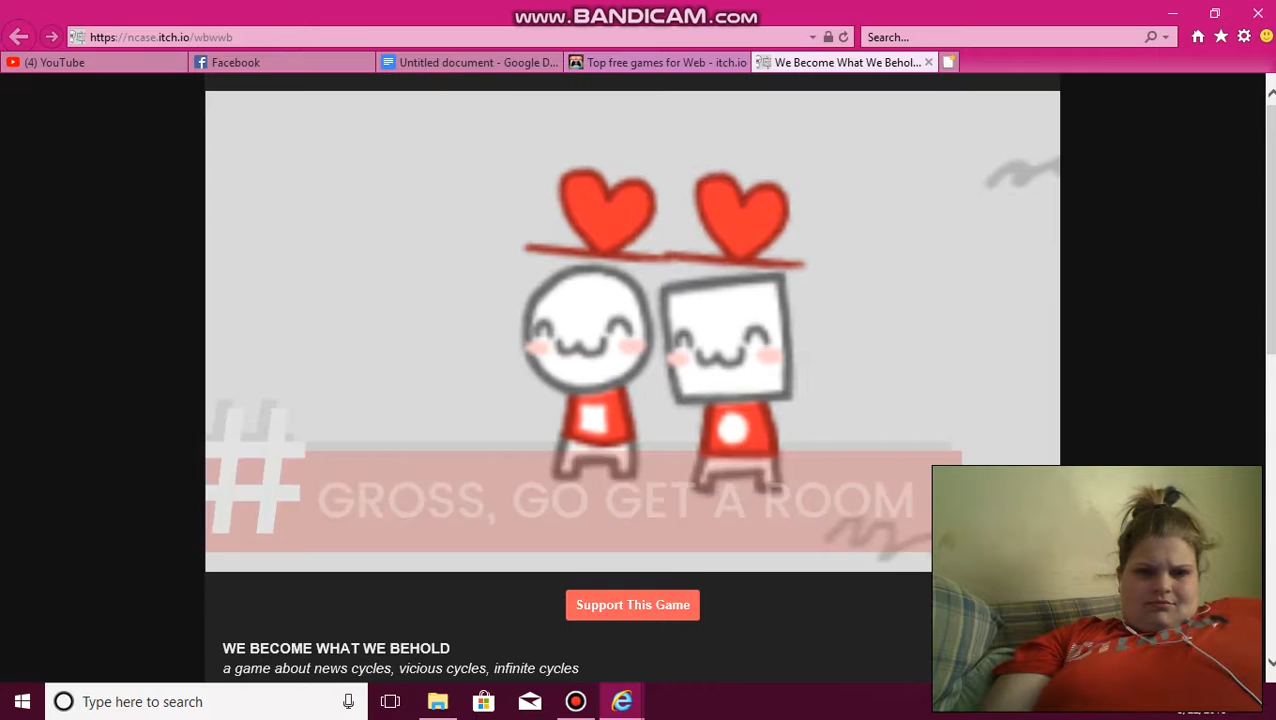 www.BANDICAM.com
https://ncase.itch.io/wbwwb
Search...
(4) YouTube
Facebook
Untitled document - Google D...
Top free games for Web - itch.io
We Become What We Behol...
# GROSS, GO GET A ROOM
Support This Game
WE BECOME WHAT WE BEHOLD
a game about news cycles, vicious cycles, infinite cycles
Type here to search